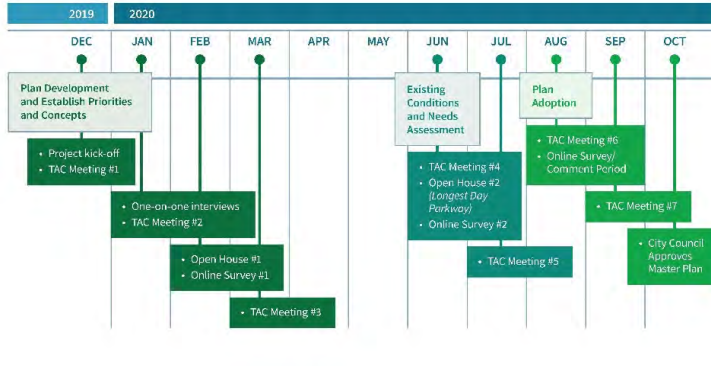 2019 2020
DEC JAN FEB MAR APR MAY JUN JUL AUG SEP OCT
Plan Development
and Establish Priorities
and Concepts
• Project kick-off
• TAC Meeting #1
• One-on-one interviews
• TAC Meeting #2
• Open House #1
• Online Survey #1
• TAC Meeting #3
Existing
Conditions
and Needs
Assessment
• TAC Meeting #4
• Open House #2
(Longest Day
Parkway)
• Online Survey #2
• TAC Meeting #5
Plan
Adoption
• TAC Meeting #6
• Online Survey/
Comment Period
• TAC Meeting #7
• City Council
Approves
Master Plan